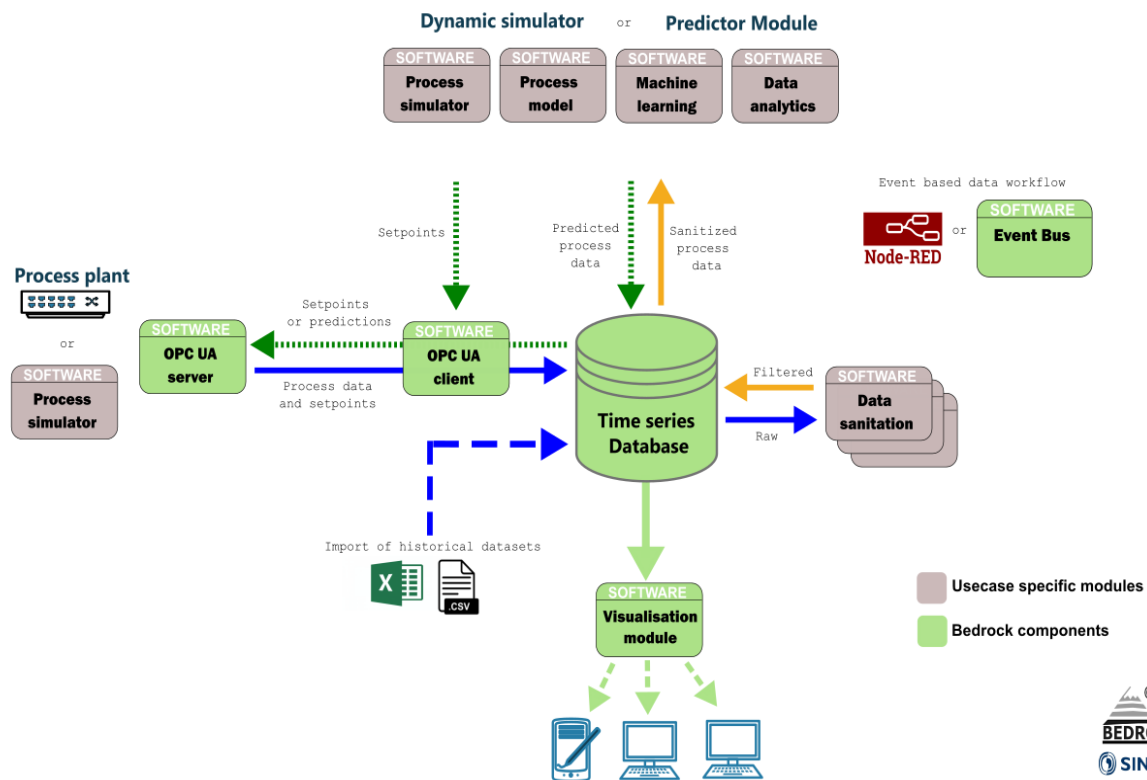 Dynamic simulator or Predictor Module
SOFTWARE
Process
simulator
SOFTWARE
Process
model
SOFTWARE
Machine
learning
SOFTWARE
Data
analytics
Event based data workflow
Node-RED
or
SOFTWARE
Event Bus
Setpoints
Predicted
process
data
Sanitized
process
data
Process plant
or
SOFTWARE
Process
simulator
SOFTWARE
OPC UA
server
Setpoints
or predictions
Process data
and setpoints
SOFTWARE
OPC UA
client
Time series
Database
Filtered
Raw
SOFTWARE
Data
sanitation
Import of historical datasets
X
.CSV
SOFTWARE
Visualisation
module
Usecase specific modules
Bedrock components
BEDRO
SIN